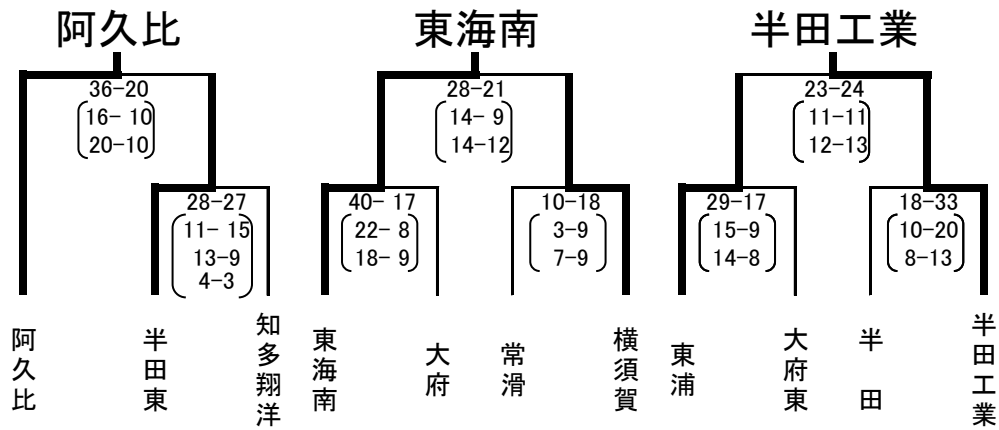 阿久比
東海南
半田工業
36-20
16- 10
20-10
28-21
14- 9
14-12
23-24
11-11
12-13
28-27
11- 15
13-9
4-3
40- 17
22- 8
18- 9
10-18
3-9
7-9
29-17
15-9
14-8
18-33
10-20
8-13
阿久比
半田東
知多翔洋
東海南
大府
常滑
横須賀
東浦
大府東
半田
半田工業